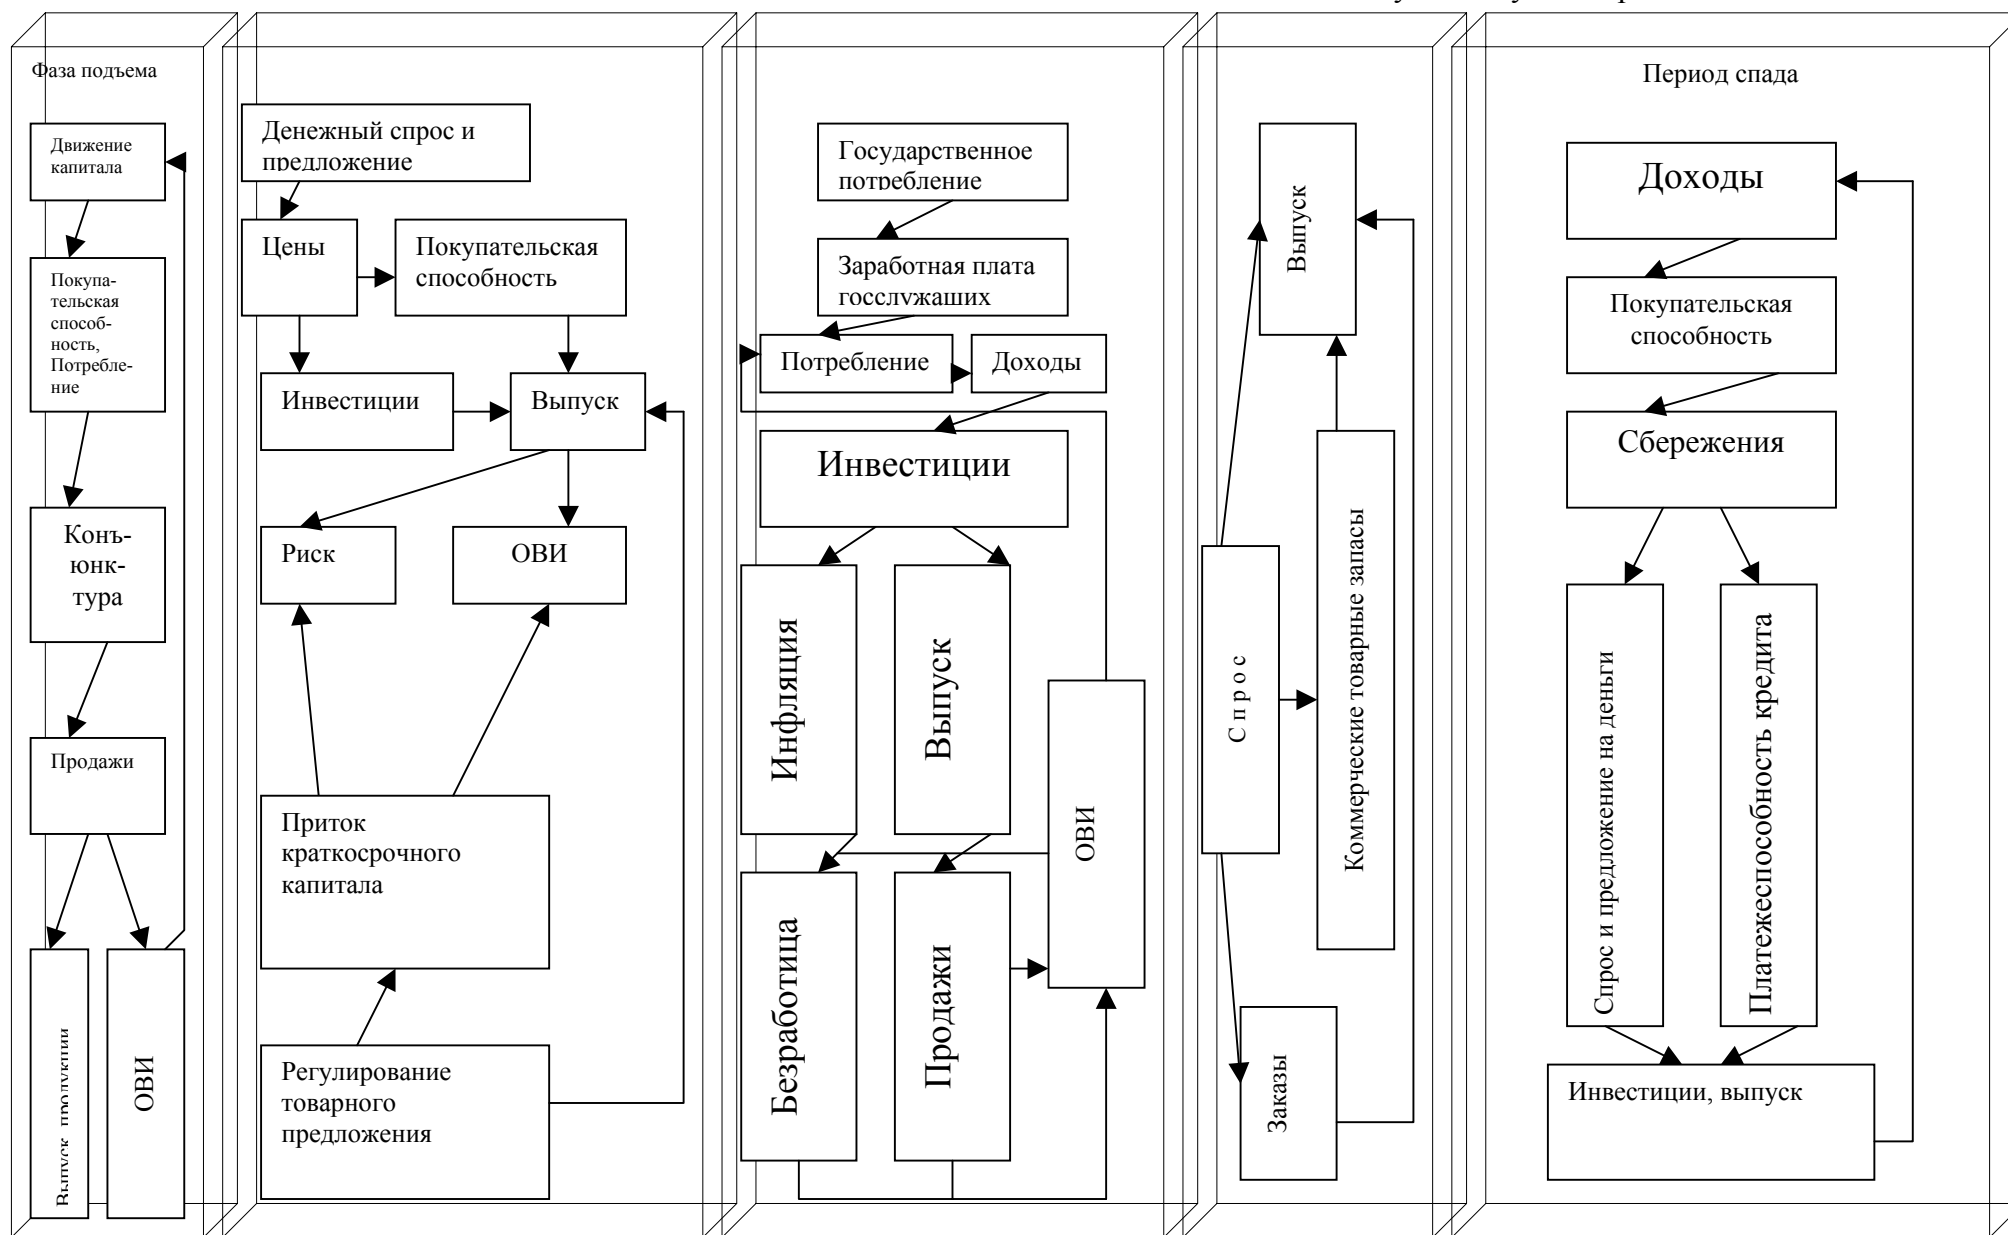 Фаза подъема
Движение
капитала
Покупа-
тельская
способ-
ность,
Потребле-
ние
Конъ-
юнк-
тура
Продажи
Выпуск продукции
ОВИ
Денежный спрос и
предложение
Цены
Покупательская
способность
Инвестиции
Выпуск
Риск
ОВИ
Приток
краткосрочного
капитала
Регулирование
товарного
предложения
Государственное
потребление
Заработная плата
госслужаших
Потребление
Доходы
Инвестиции
Инфляция
Выпуск
Безработица
Продажи
ОВИ
Выпуск
С п р о с
Коммерческие товарные запасы
Заказы
Период спада
Доходы
Покупательская
способность
Сбережения
Спрос и предложение на деньги
Платежеспособность кредита
Инвестиции, выпуск